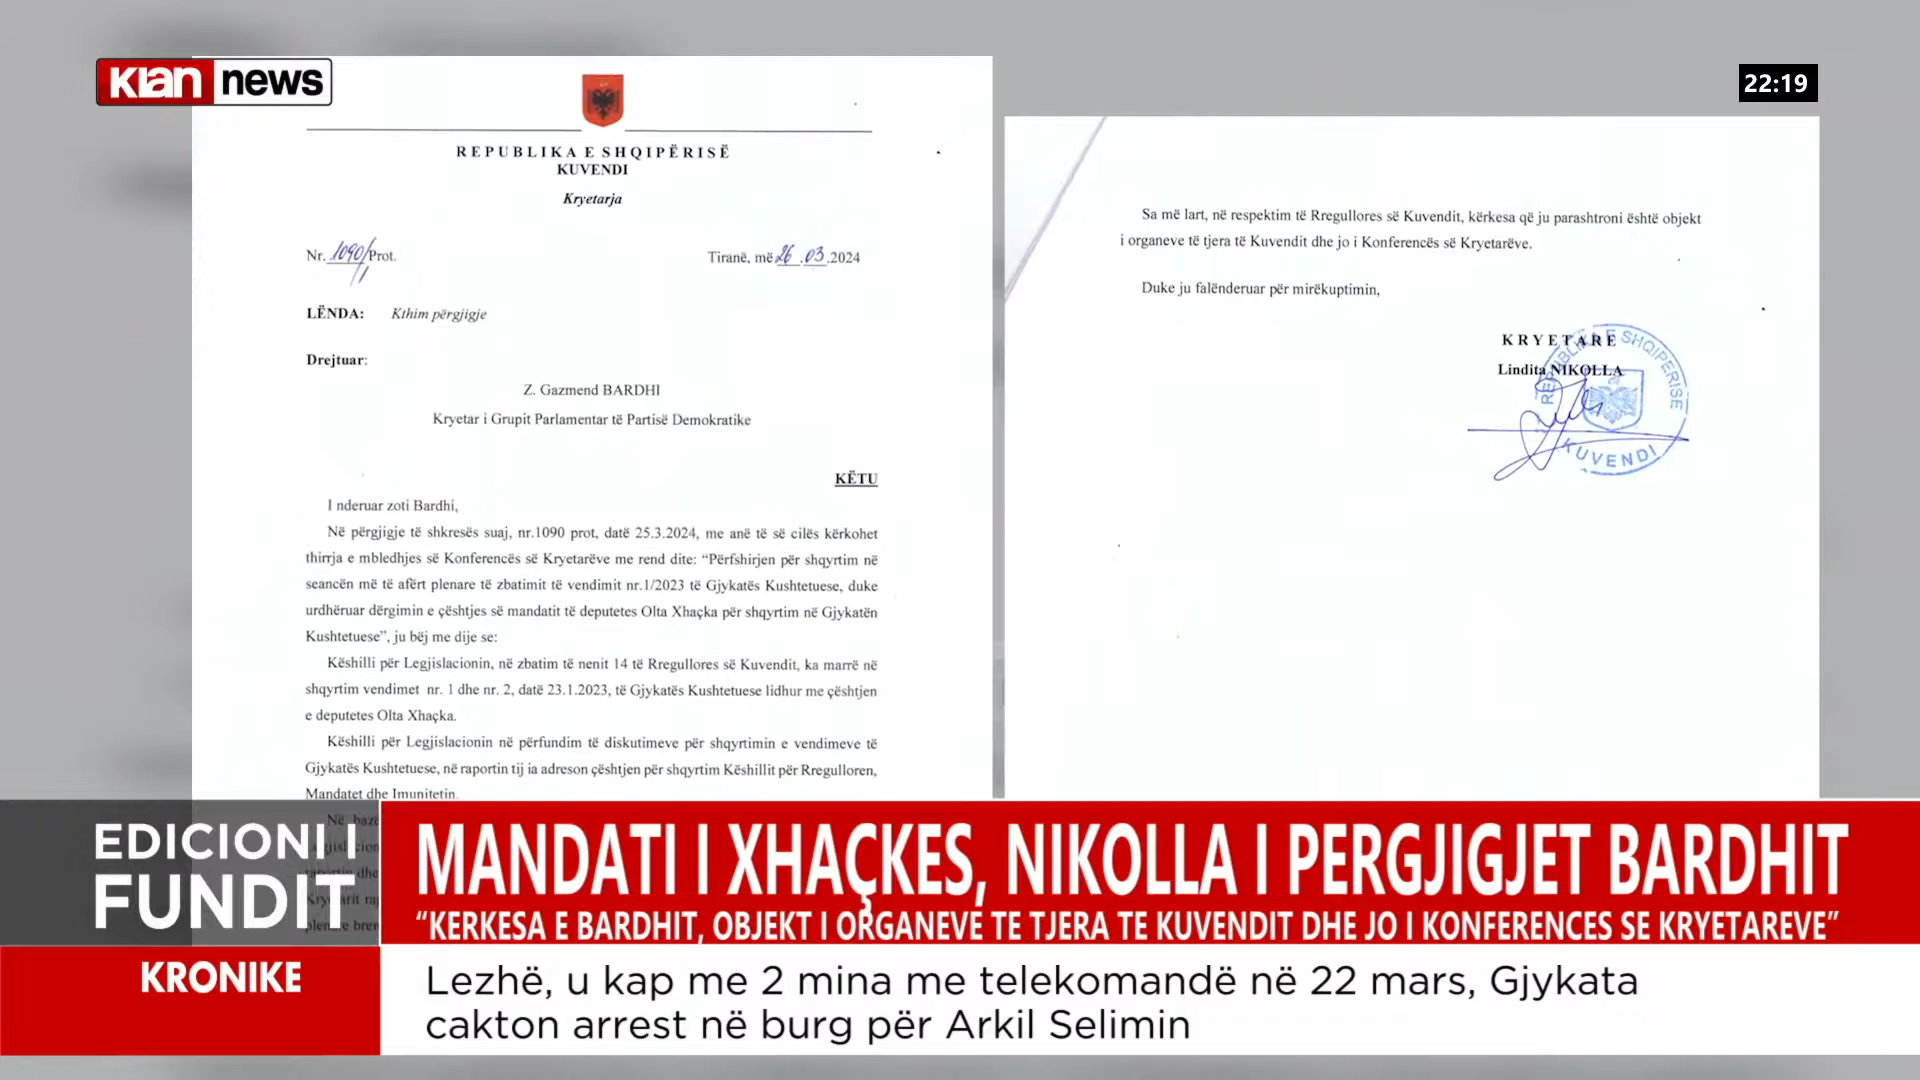 klan news
22:19
REPUBLIKA E SHQIPËRISË
KUVENDI
Kryetarja
Nr. 1090/1 Prot.
Tiranë, më 26.03.2024
LËNDA: Kthim përgjigje
Drejtuar:
Z. Gazmend BARDHI
Kryetar i Grupit Parlamentar të Partisë Demokratike
KËTU
I nderuar zoti Bardhi,
Në përgjigje të shkresës suaj, nr.1090 prot, datë 25.3.2024, me anë të së cilës kërkohet
thirrja e mbledhjes së Konferencës së Kryetarëve me rend dite: “Përfshirjen për shqyrtim në
seancën më të afërt plenare të zbatimit të vendimit nr.1/2023 të Gjykatës Kushtetuese, duke
urdhëruar dërgimin e çështjes së mandatit të deputetes Olta Xhaçka për shqyrtim në Gjykatën
Kushtetuese”, ju bëj me dije se:
Këshilli për Legjislacionin, në zbatim të nenit 14 të Rregullores së Kuvendit, ka marrë në
shqyrtim vendimet nr. 1 dhe nr. 2, datë 23.1.2023, të Gjykatës Kushtetuese lidhur me çështjen
e deputetes Olta Xhaçka.
Këshilli për Legjislacionin në përfundim të diskutimeve për shqyrtimin e vendimeve të
Gjykatës Kushtetuese, në raportin tij ia adreson çështjen për shqyrtim Këshillit për Rregulloren,
Mandatet dhe Imunitetin.
Në bazë
Sa më lart, në respektim të Rregullores së Kuvendit, kërkesa që ju parashtroni është objekt
i organeve të tjera të Kuvendit dhe jo i Konferencës së Kryetarëve.
Duke ju falënderuar për mirëkuptimin,
KRYETARE
Lindita NIKOLLA
REPUBLIKA E SHQIPERISE
KUVENDI
EDICIONI I
FUNDIT
MANDATI I XHAÇKES, NIKOLLA I PERGJIGJET BARDHIT
“KERKESA E BARDHIT, OBJEKT I ORGANEVE TE TJERA TE KUVENDIT DHE JO I KONFERENCES SE KRYETAREVE”
KRONIKE
Lezhë, u kap me 2 mina me telekomandë në 22 mars, Gjykata
cakton arrest në burg për Arkil Selimin